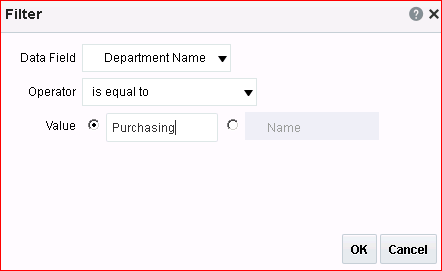 Filter
Data Field Department Name
Operator is equal to
Value Purchasing Name
OK Cancel